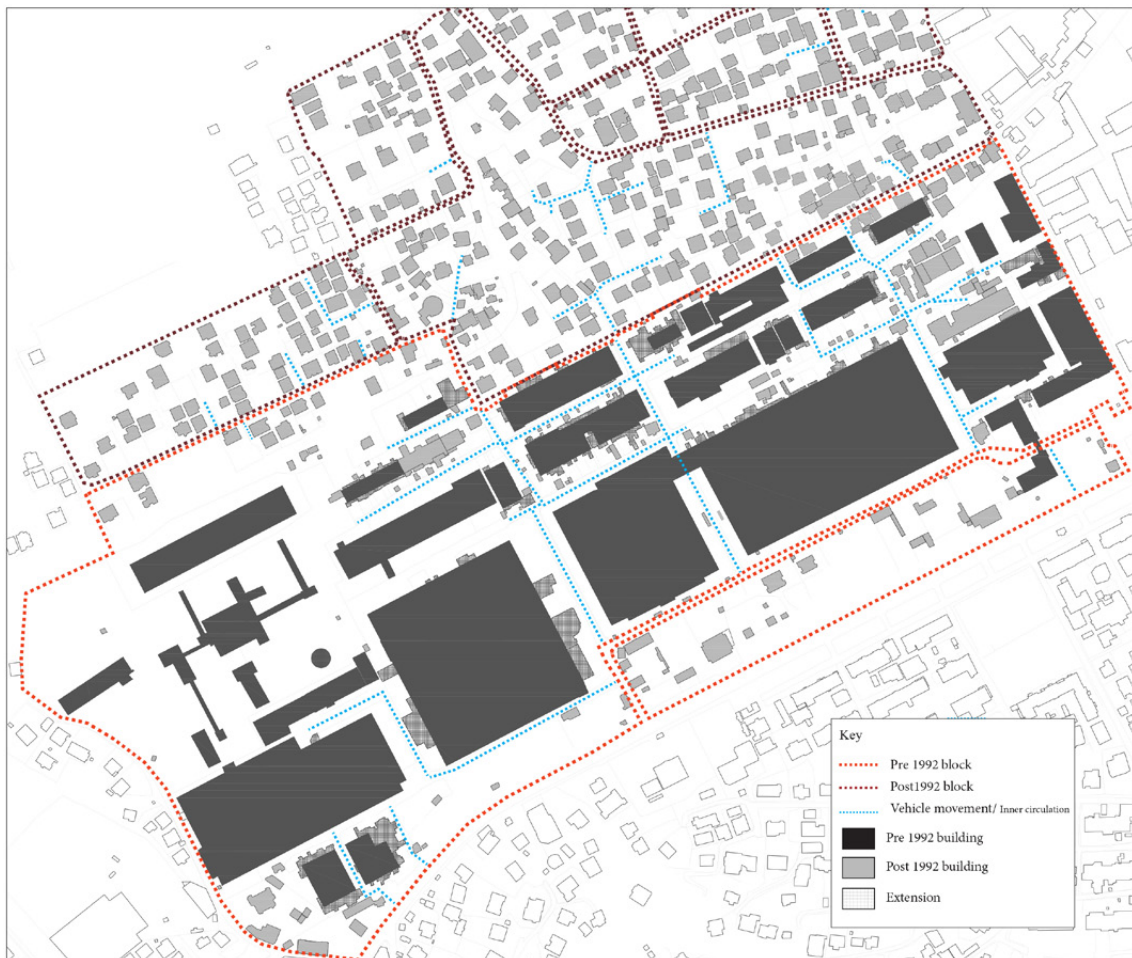 Key
Pre 1992 block
Post1992 block
Vehicle movement/ Inner circulation
Pre 1992 building
Post 1992 building
Extension